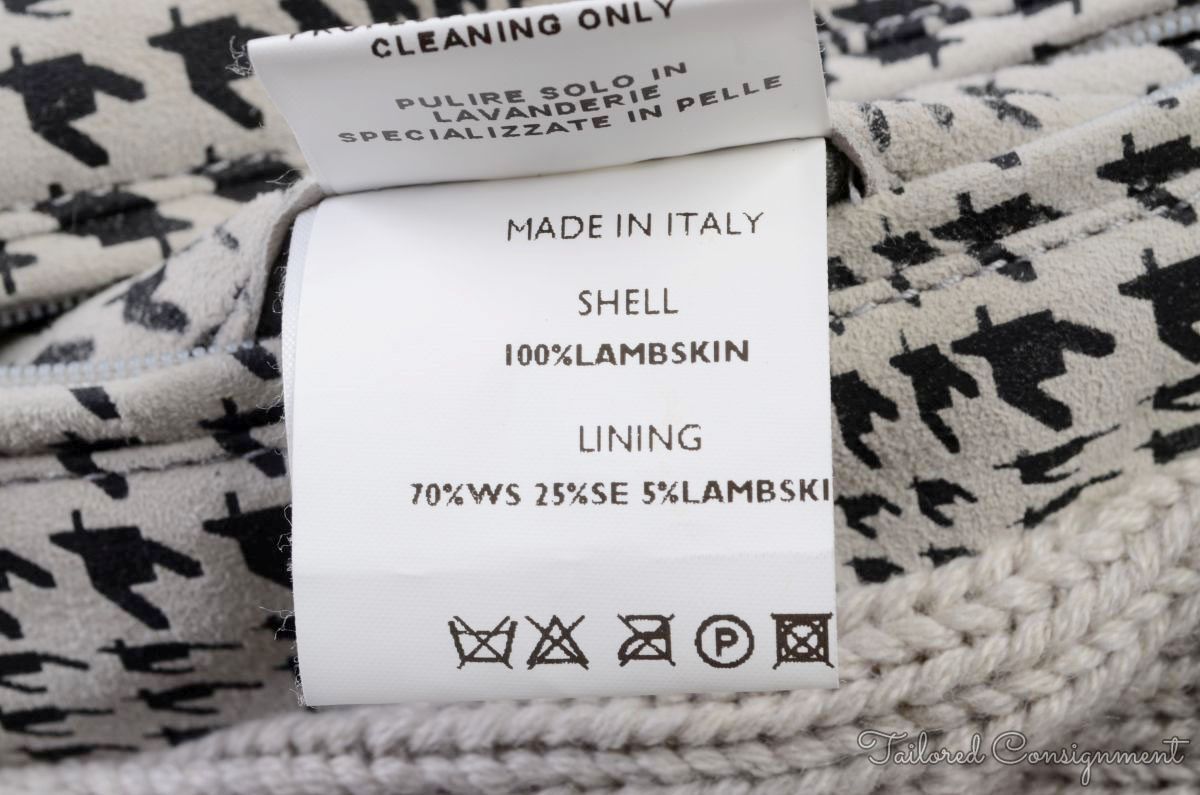 CLEANING ONLY
PULIRE SOLO IN
LAVANDERIE
SPECIALIZZATE IN PELLE
MADE IN ITALY
SHELL
100%LAMBSKIN
LINING
70%WS 25%SE 5%LAMBSKI
P
Tailored Consignment